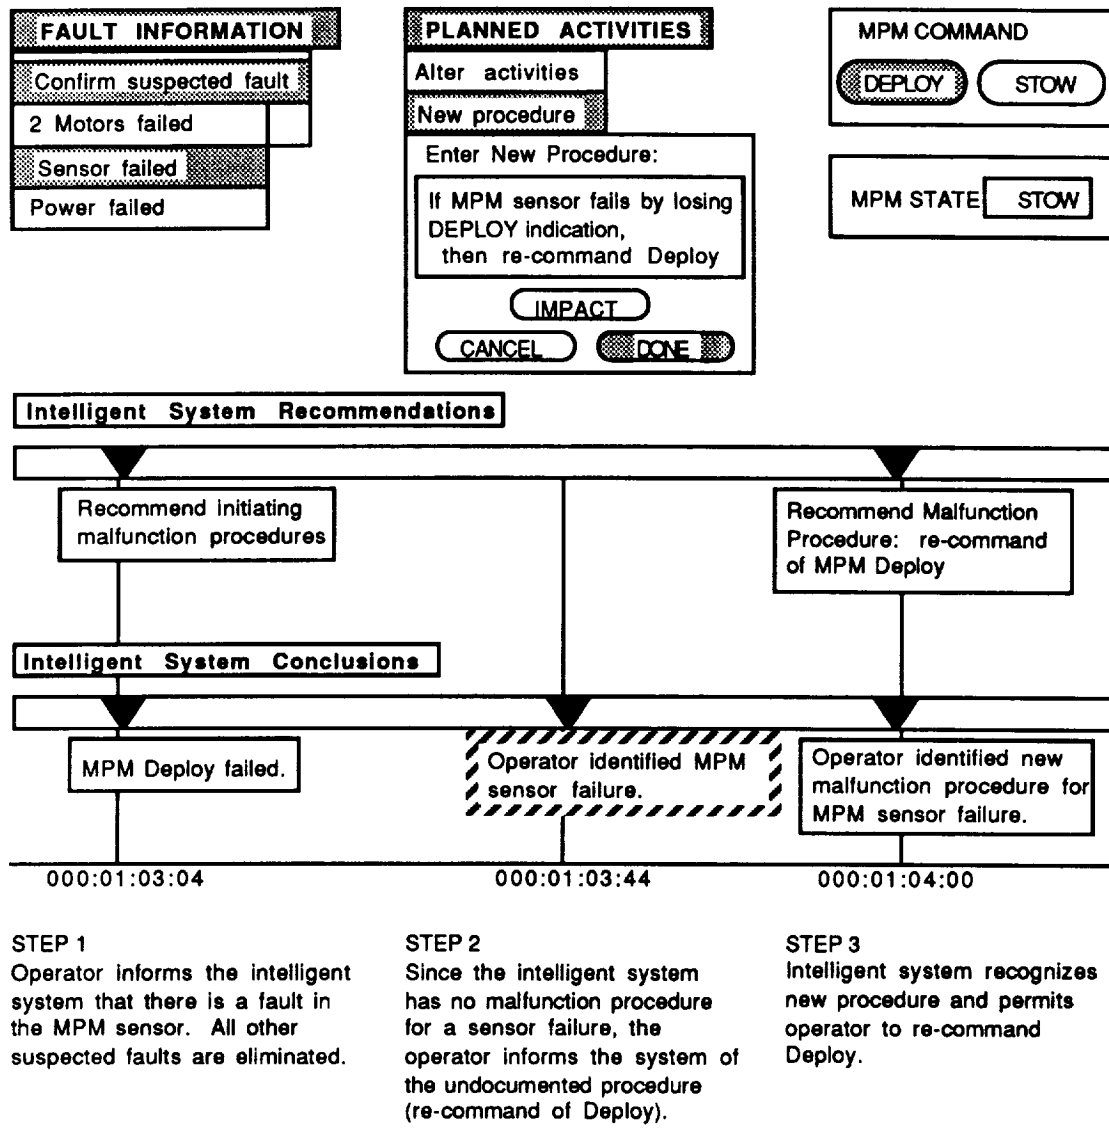 FAULT INFORMATION
Confirm suspected fault
2 Motors failed
Sensor failed
Power failed
PLANNED ACTIVITIES
Alter activities
New procedure
Enter New Procedure:
If MPM sensor fails by losing
DEPLOY indication,
then re-command Deploy
IMPACT
CANCEL
DONE
MPM COMMAND
DEPLOY
STOW
MPM STATE
STOW
Intelligent System Recommendations
Recommend initiating
malfunction procedures
Recommend Malfunction
Procedure: re-command
of MPM Deploy
Intelligent System Conclusions
MPM Deploy failed.
Operator identified MPM
sensor failure.
Operator identified new
malfunction procedure for
MPM sensor failure.
000:01:03:04
000:01:03:44
000:01:04:00
STEP 1
Operator informs the intelligent
system that there is a fault in
the MPM sensor. All other
suspected faults are eliminated.
STEP 2
Since the intelligent system
has no malfunction procedure
for a sensor failure, the
operator informs the system of
the undocumented procedure
(re-command of Deploy).
STEP 3
Intelligent system recognizes
new procedure and permits
operator to re-command
Deploy.